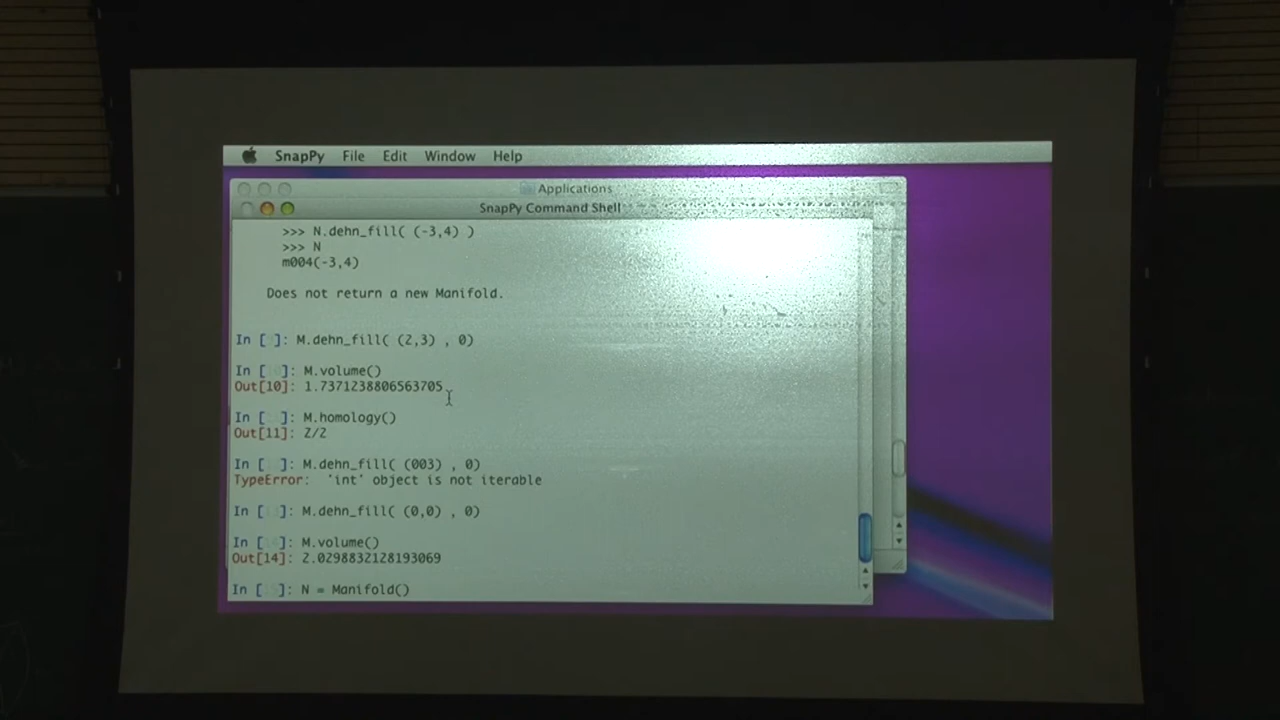 SnapPy File Edit Window Help
Applications
SnapPy Command Shell
>>> N.dehn_fill( (-3,4) )
>>> N
m004(-3,4)
Does not return a new Manifold.
In [ ]: M.dehn_fill( (2,3) , 0)
In [ ]: M.volume()
Out[10]: 1.7371238806563705
In [ ]: M.homology()
Out[11]: Z/2
In [ ]: M.dehn_fill( (003) , 0)
TypeError: 'int' object is not iterable
In [ ]: M.dehn_fill( (0,0) , 0)
In [14]: M.volume()
Out[14]: 2.0298832128193069
In [ ]: N = Manifold()